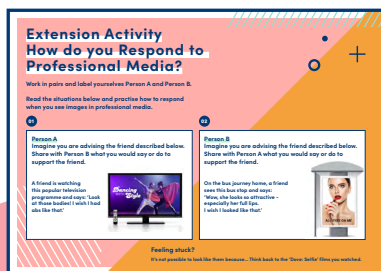 Extension Activity
How do you Respond to
Professional Media?
Work in pairs and label yourselves Person A and Person B.
Read the situations below and practise how to respond
when you see images in professional media.
01
Person A
Imagine you are advising the friend described below.
Share with Person B what you would say or do to
support the friend.
A friend is watching
this popular television
programme and says: 'Look
at those bodies! I wish I had
abs like that'
Dancing
with
Style
02
Person B
Imagine you are advising the friend described below.
Share with Person A what you would say or do to
support the friend.
On the bus journey home, a friend
sees this bus stop and says:
'Wow, she looks so attractive -
especially her full lips.
I wish I looked like that'
Feeling stuck?
It's not possible to look like them because... Think back to the 'Dove: Selfie' films you watched.